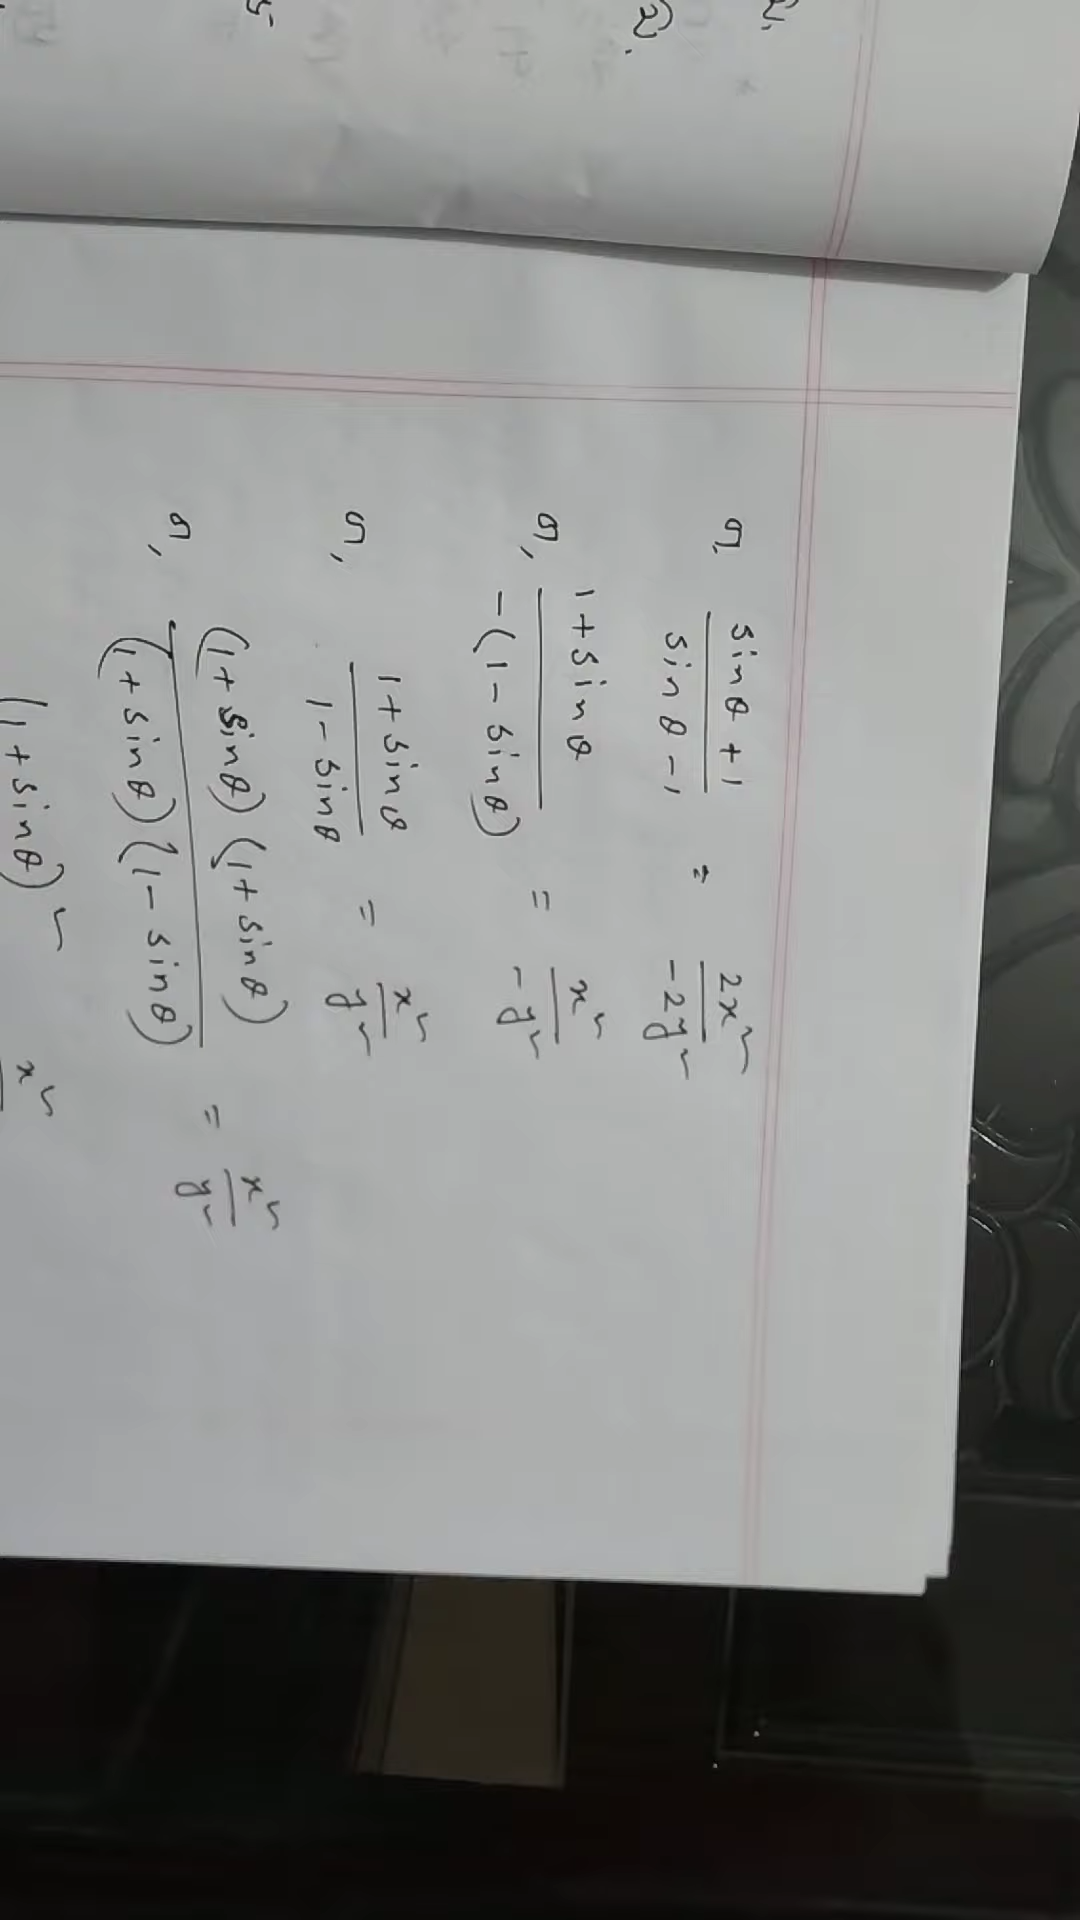 বা, sinθ + 1 / sinθ - 1 = 2x² / -2y²
বা, 1 + sinθ / -(1 - sinθ) = x² / -y²
বা, 1 + sinθ / 1 - sinθ = x² / y²
বা, (1 + sinθ) (1 + sinθ) / (1 + sinθ) (1 - sinθ) = x² / y²
(1 + sinθ)² x²